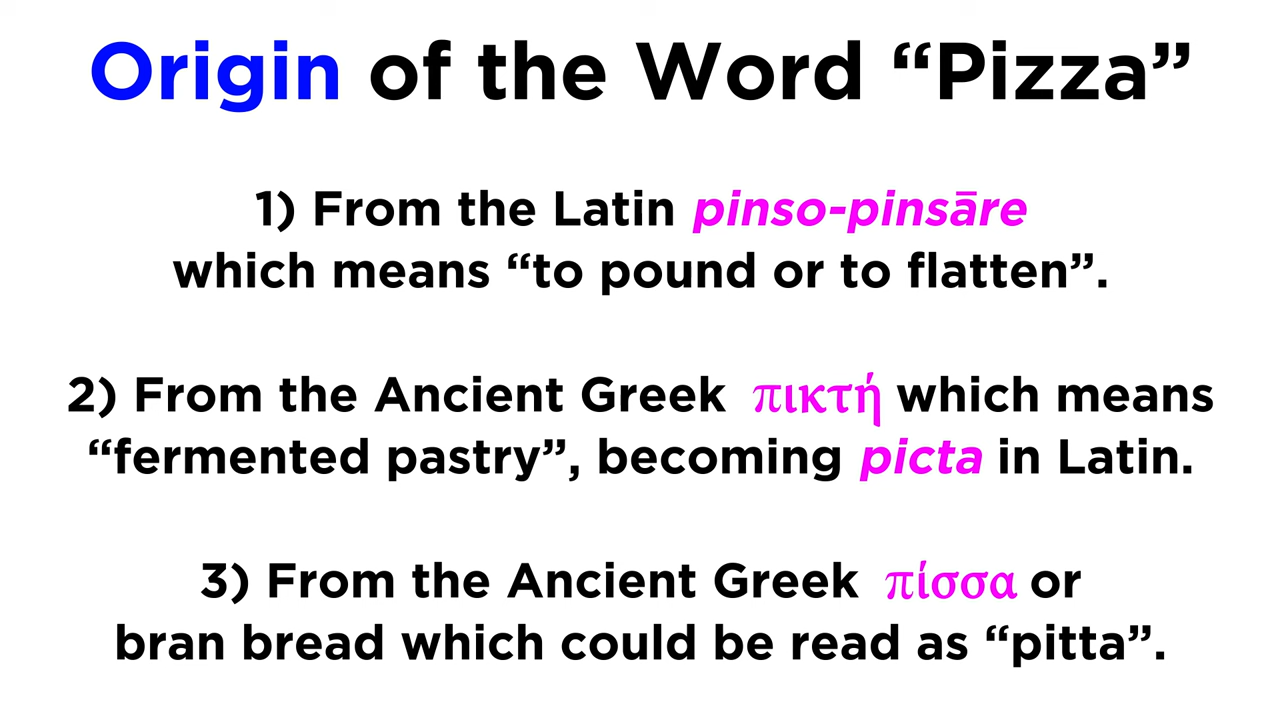 Origin of the Word “Pizza”
1) From the Latin pinso-pinsāre
which means “to pound or to flatten”.
2) From the Ancient Greek πικτή which means
“fermented pastry”, becoming picta in Latin.
3) From the Ancient Greek πίσσα or
bran bread which could be read as “pitta”.